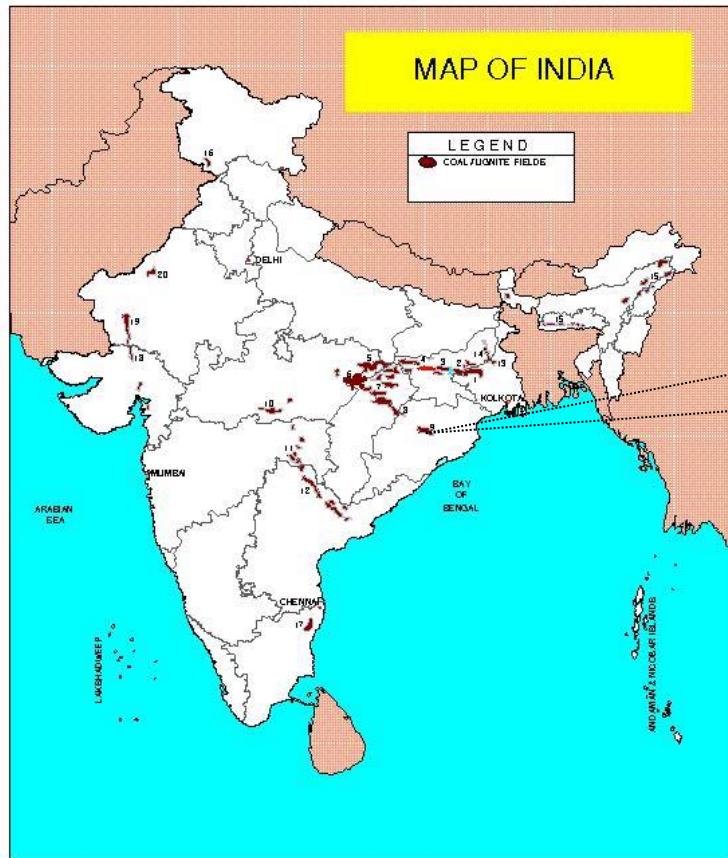 MAP OF INDIA
LEGEND
COAL/LIGNITE FIELDS
16
DELHI
20
15
19
15
18
5
4
3
2
14
13
6
1
7
KOLKOTA
10
8
9
11
MUMBAI
12
BAY
OF
BENGAL
ARABIAN
SEA
CHENNAI
17
LAKSHADWEEP
ANDAMAN & NICOBAR ISLANDS